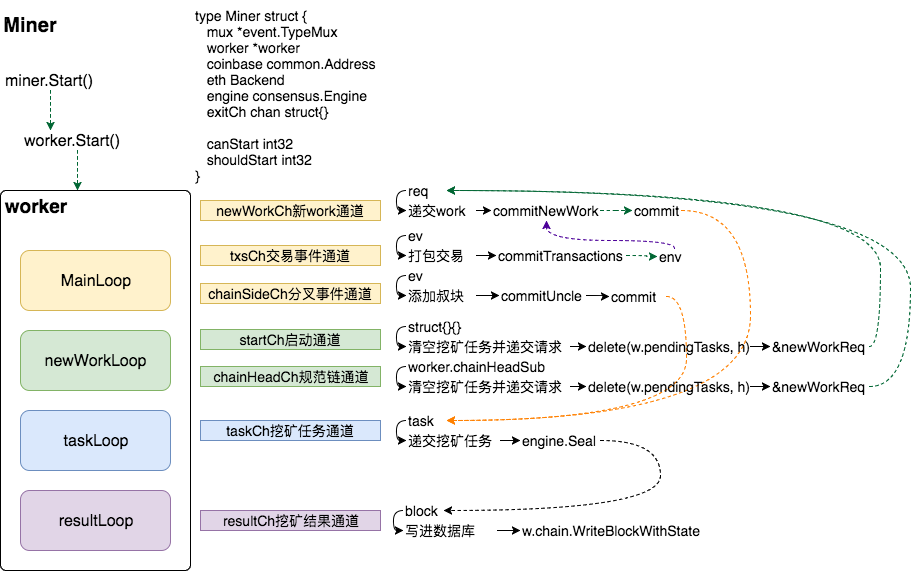 Miner
miner.Start()
worker.Start()
type Miner struct {
mux *event.TypeMux
worker *worker
coinbase common.Address
eth Backend
engine consensus.Engine
exitCh chan struct{}
canStart int32
shouldStart int32
}
worker
MainLoop
newWorkLoop
taskLoop
resultLoop
newWorkCh新work通道
req
递交work
commitNewWork
commit
txsCh交易事件通道
ev
打包交易
commitTransactions
env
chainSideCh分叉事件通道
ev
添加叔块
commitUncle
commit
startCh启动通道
struct{}{}
清空挖矿任务并递交请求
delete(w.pendingTasks, h)
&newWorkReq
chainHeadCh规范链通道
worker.chainHeadSub
清空挖矿任务并递交请求
delete(w.pendingTasks, h)
&newWorkReq
taskCh挖矿任务通道
task
递交挖矿任务
engine.Seal
resultCh挖矿结果通道
block
写进数据库
w.chain.WriteBlockWithState